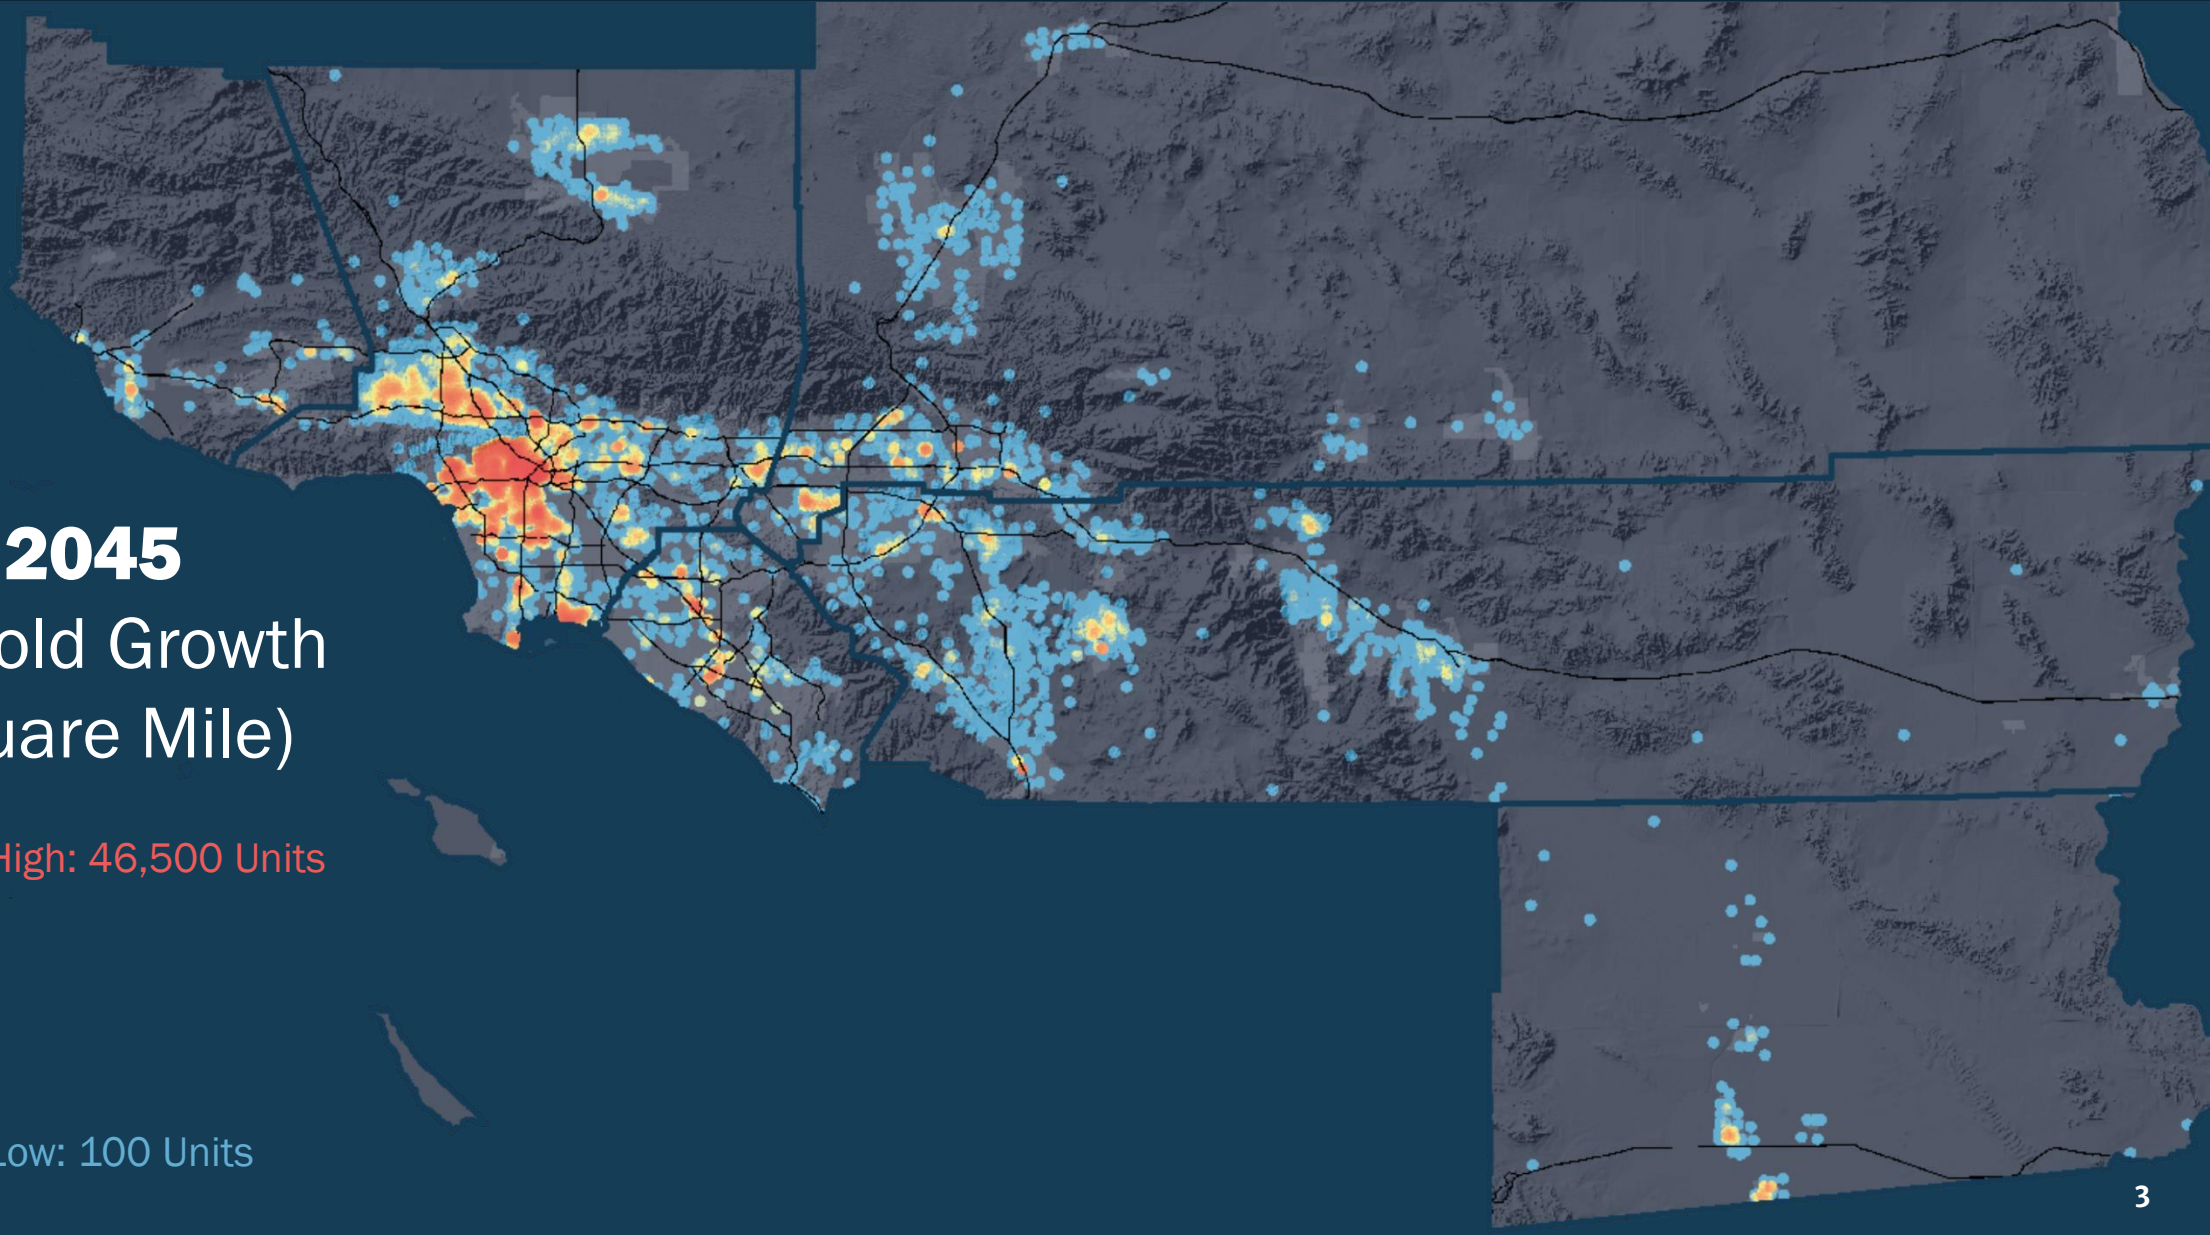 2045
old Growth
uare Mile)
High: 46,500 Units
Low: 100 Units
3